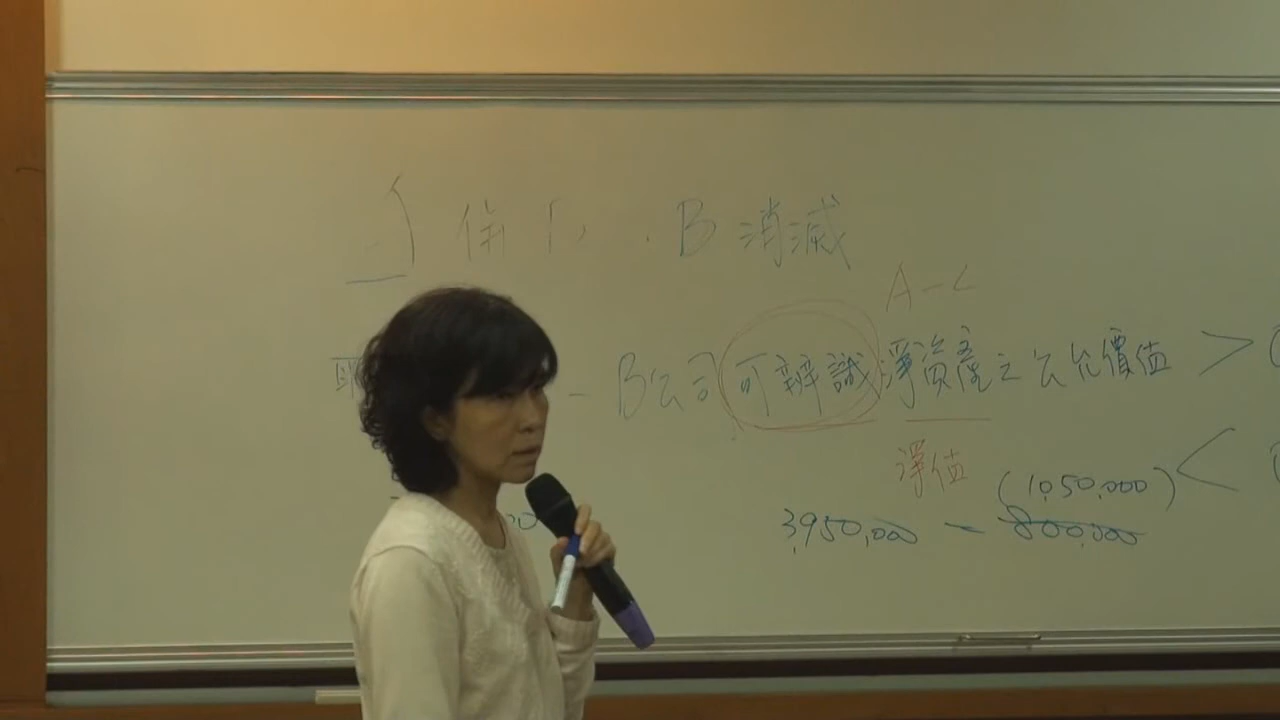 併 B 消滅
A-L
- B公司可辨識淨資產之公允價值 >
淨值
(1,050,000) <
3,950,000 - 800,000